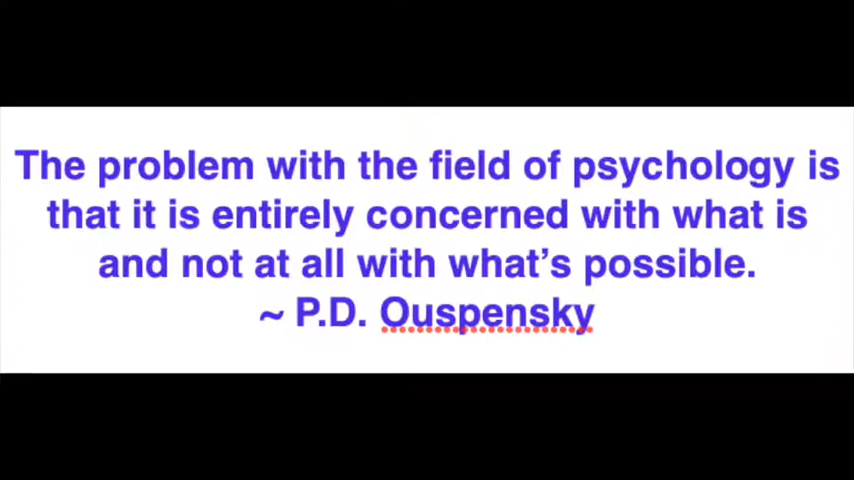 The problem with the field of psychology is
that it is entirely concerned with what is
and not at all with what’s possible.
~ P.D. Ouspensky